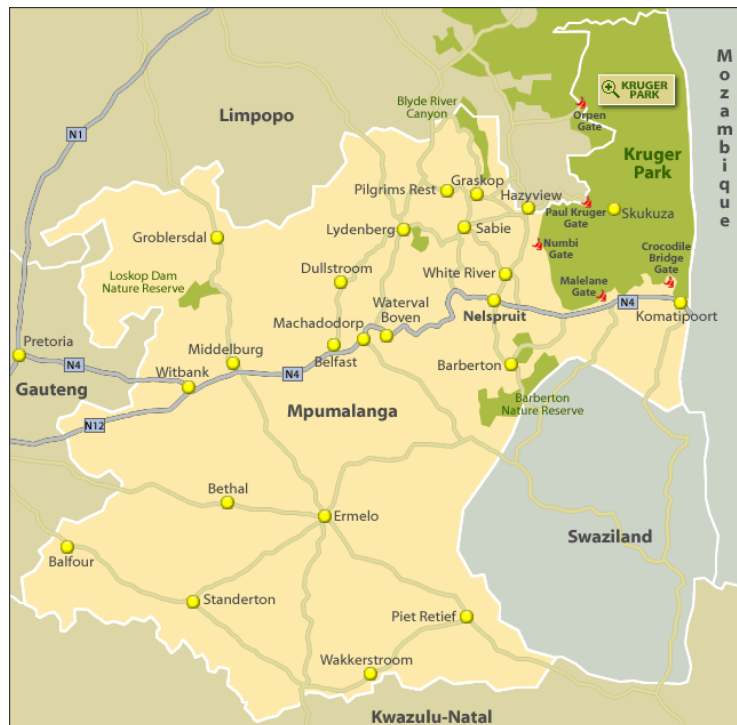 M
o
z
a
m
b
i
q
u
e
KRUGER
PARK
Blyde River
Canyon
Orpen
Gate
Limpopo
N1
Kruger
Park
Pilgrims Rest
Graskop
Hazyview
Paul Kruger
Gate
Skukuza
Groblersdal
Lydenberg
Sabie
Numbi
Gate
Crocodile
Bridge
Gate
Loskop Dam
Nature Reserve
Dullstroom
White River
Malelane
Gate
N4
Nelspruit
Komatipoort
Waterval
Boven
Machadodorp
Pretoria
N4
Middelburg
Belfast
Barberton
Gauteng
Witbank
N4
Mpumalanga
Barberton
Nature Reserve
N12
Bethal
Ermelo
Swaziland
Balfour
Standerton
Piet Retief
Wakkerstroom
Kwazulu-Natal